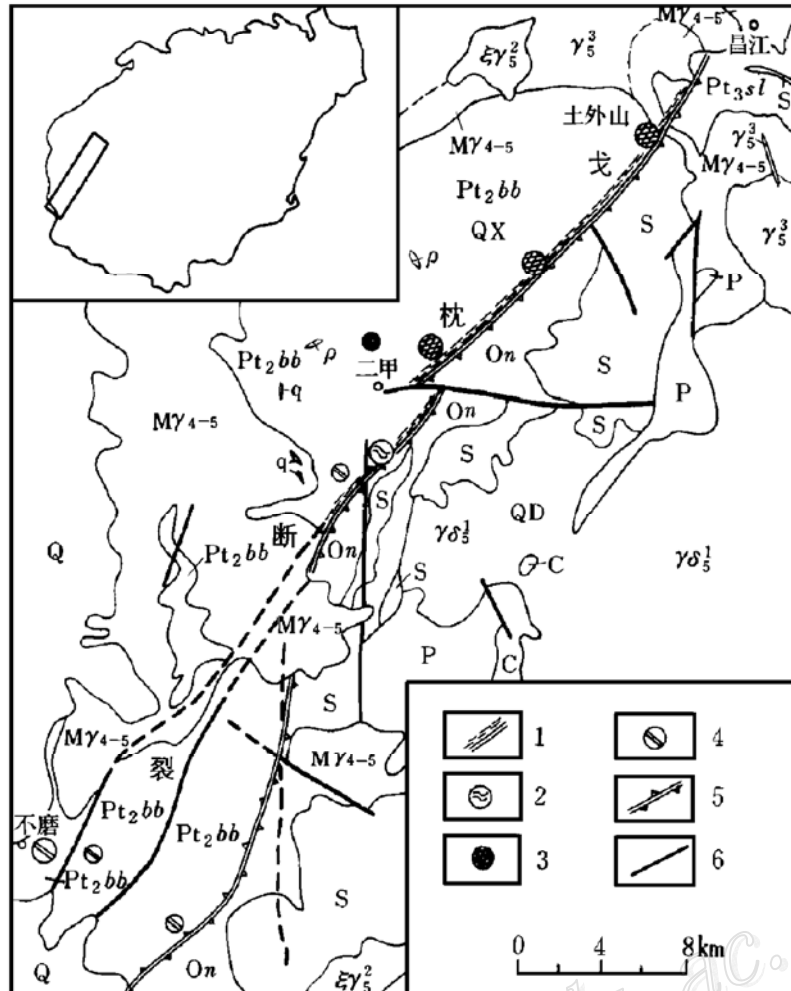 Mγ₄₋₅
昌江
ξγ₅²
γ₅³
Pt₃sl
S
土外山
Mγ₄₋₅
γ₅³
Mγ₄₋₅
戈
Pt₂bb
S
γ₅³
QX
ρ
P
枕
On
Pt₂bb
ρ
二甲
S
q
P
Mγ₄₋₅
On
S
S
q
S
QD
断
γδ₅¹
Q
Pt₂bb
On
γδ₅¹
C
S
Mγ₄₋₅
P
C
S
Mγ₄₋₅
裂
Mγ₄₋₅
不磨
Pt₂bb
Pt₂bb
Pt₂bb
S
Q
On
ξγ₅²
1
4
2
5
3
6
0 4 8 km